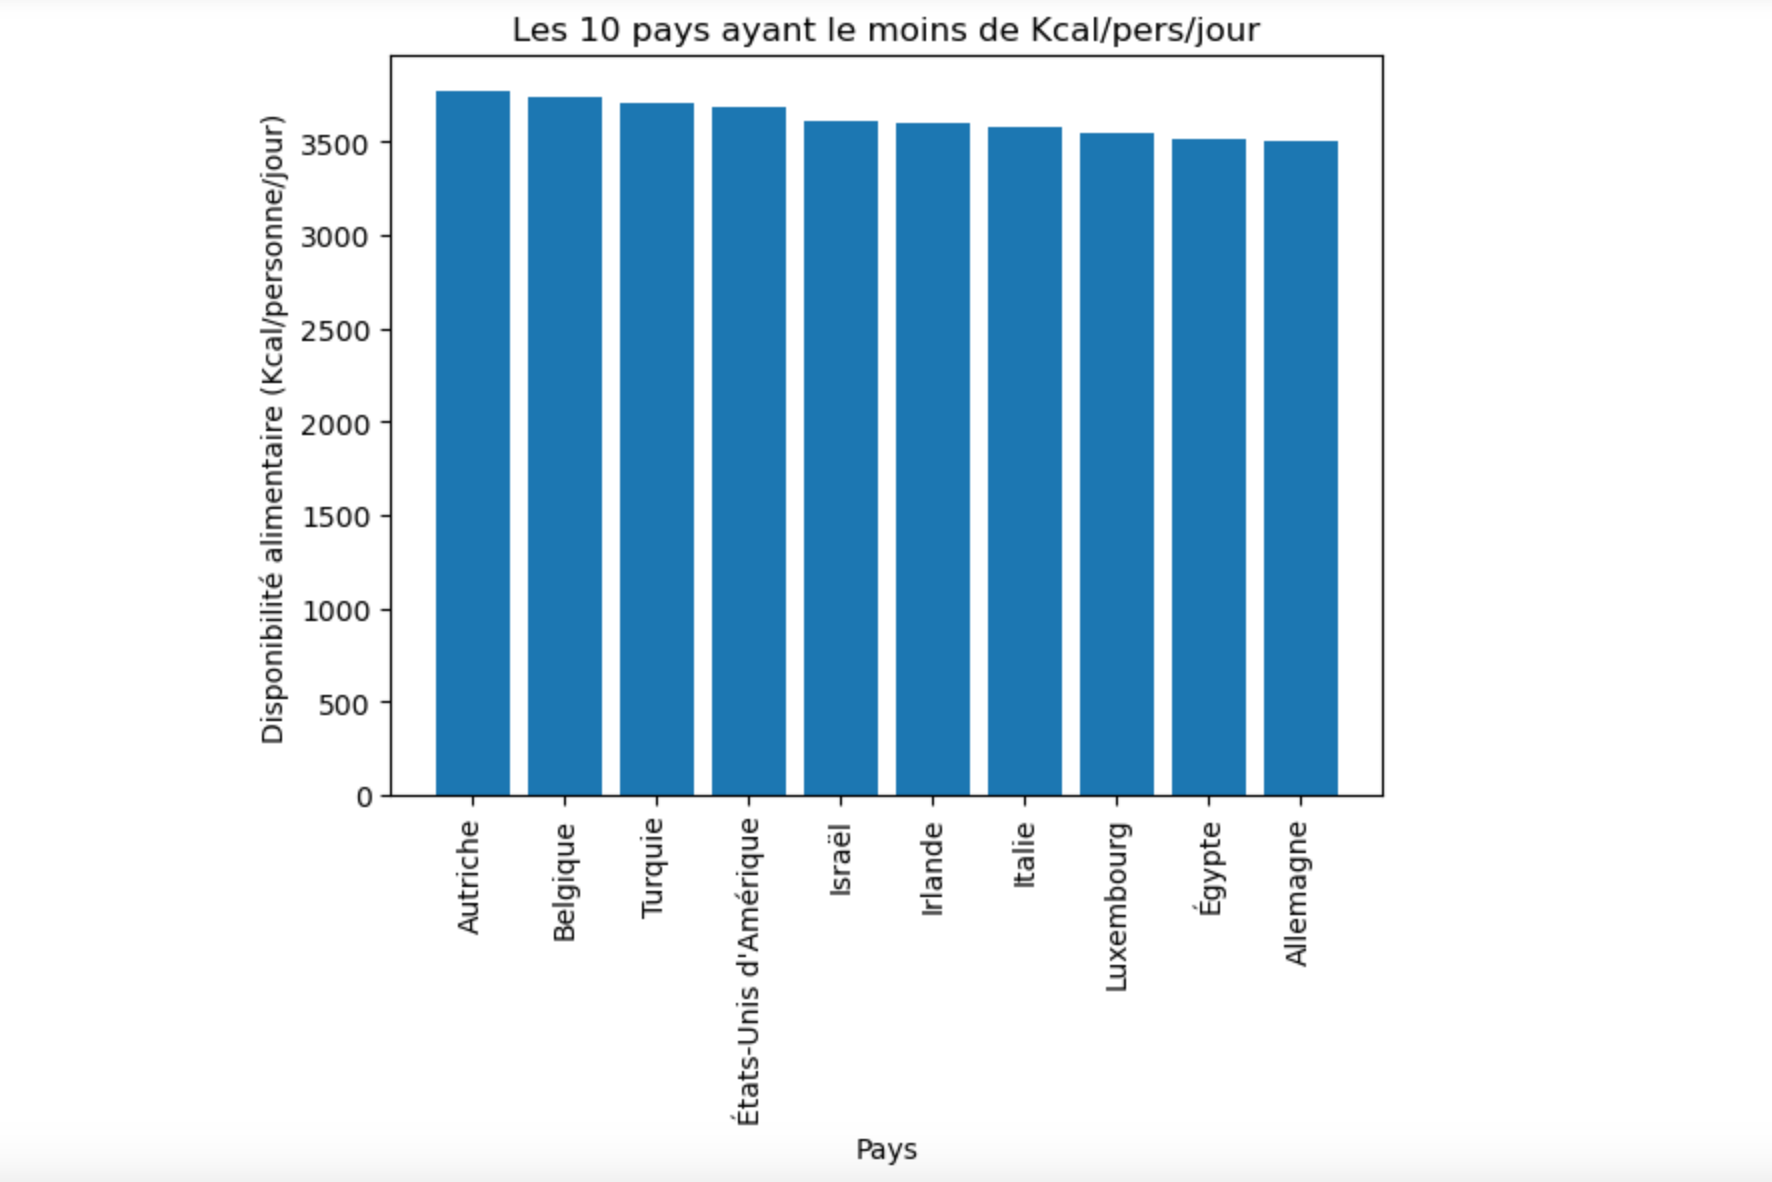 Les 10 pays ayant le moins de Kcal/pers/jour
Disponibilité alimentaire (Kcal/personne/jour)
3500
3000
2500
2000
1500
1000
500
0
Autriche
Belgique
Turquie
États-Unis d'Amérique
Israël
Irlande
Italie
Luxembourg
Égypte
Allemagne
Pays